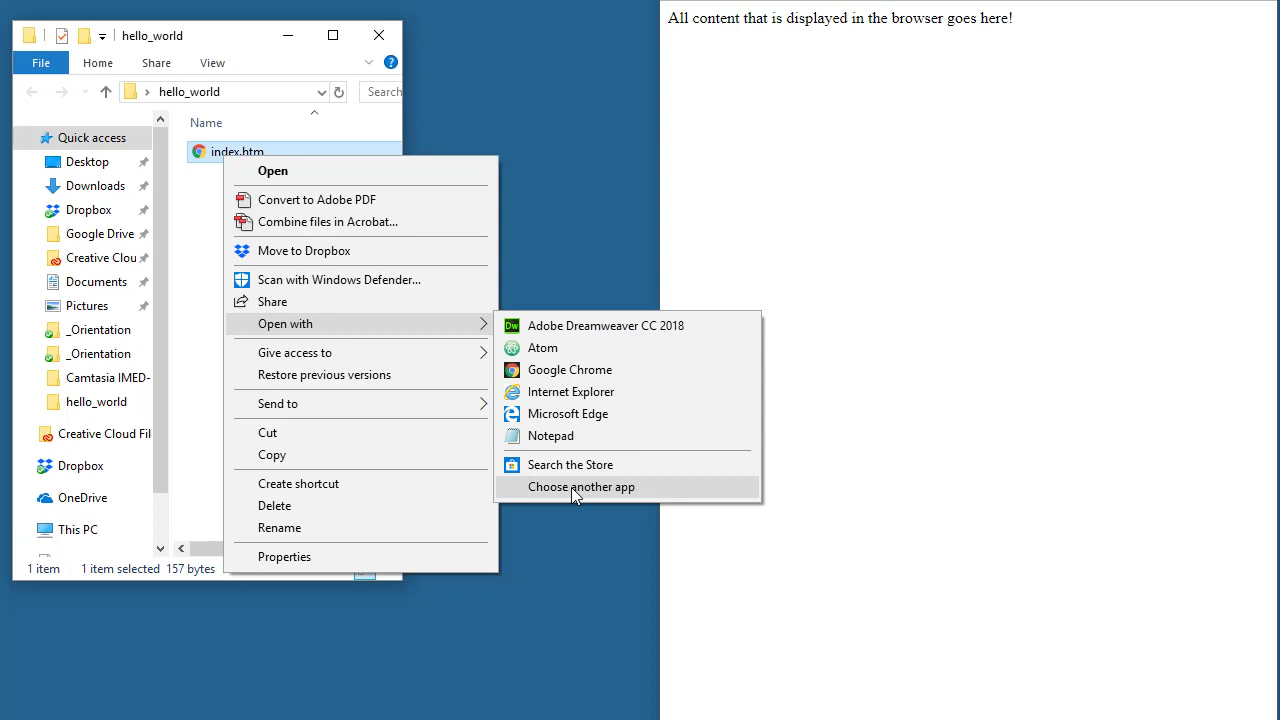 hello_world
File
Home
Share
View
hello_world
Search
Name
index.htm
Quick access
Desktop
Downloads
Dropbox
Google Drive
Creative Clou
Documents
Pictures
_Orientation
_Orientation
Camtasia IMED-
hello_world
Creative Cloud Fil
Dropbox
OneDrive
This PC
1 item 1 item selected 157 bytes
Open
Convert to Adobe PDF
Combine files in Acrobat...
Move to Dropbox
Scan with Windows Defender...
Share
Open with
Give access to
Restore previous versions
Send to
Cut
Copy
Create shortcut
Delete
Rename
Properties
Dw Adobe Dreamweaver CC 2018
Atom
Google Chrome
Internet Explorer
Microsoft Edge
Notepad
Search the Store
Choose another app
All content that is displayed in the browser goes here!